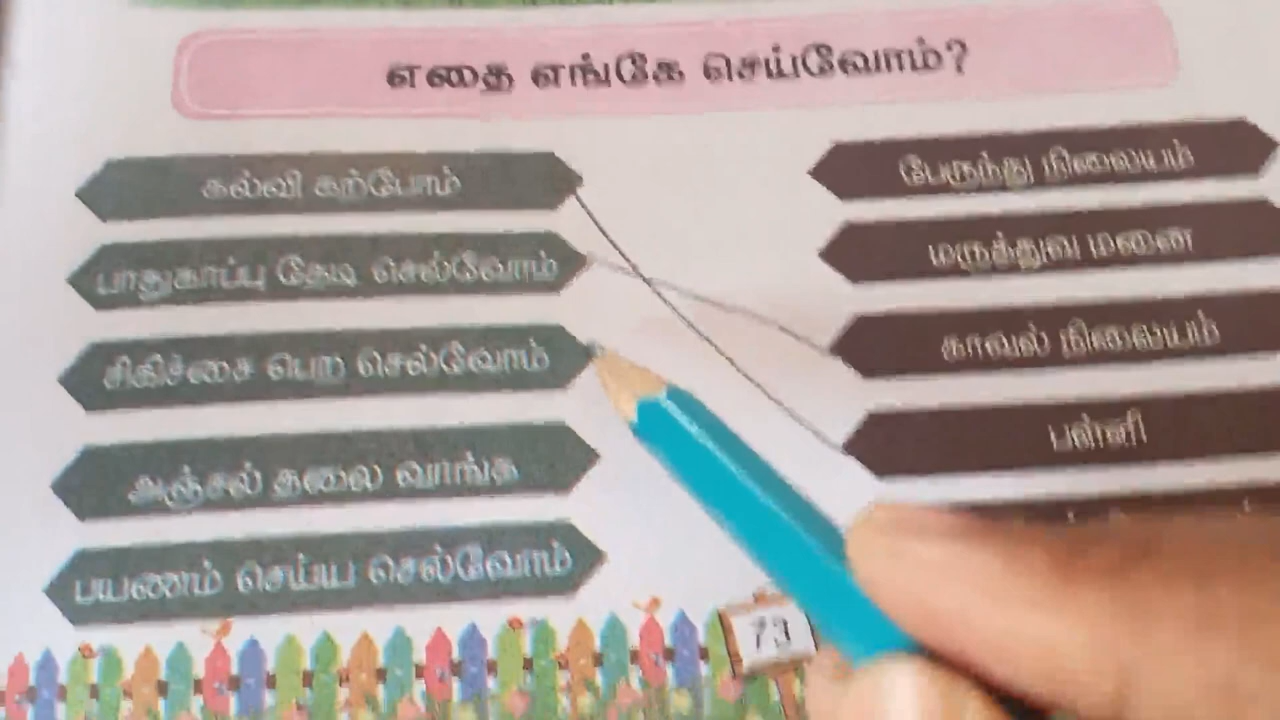 எதை எங்கே செய்வோம்?
கல்வி கற்போம்
பாதுகாப்பு தேடி செல்வோம்
சிகிச்சை பெற செல்வோம்
அஞ்சல் தலை வாங்க
பயணம் செய்ய செல்வோம்
பேருந்து நிலையம்
மருத்துவ மனை
காவல் நிலையம்
பள்ளி
73